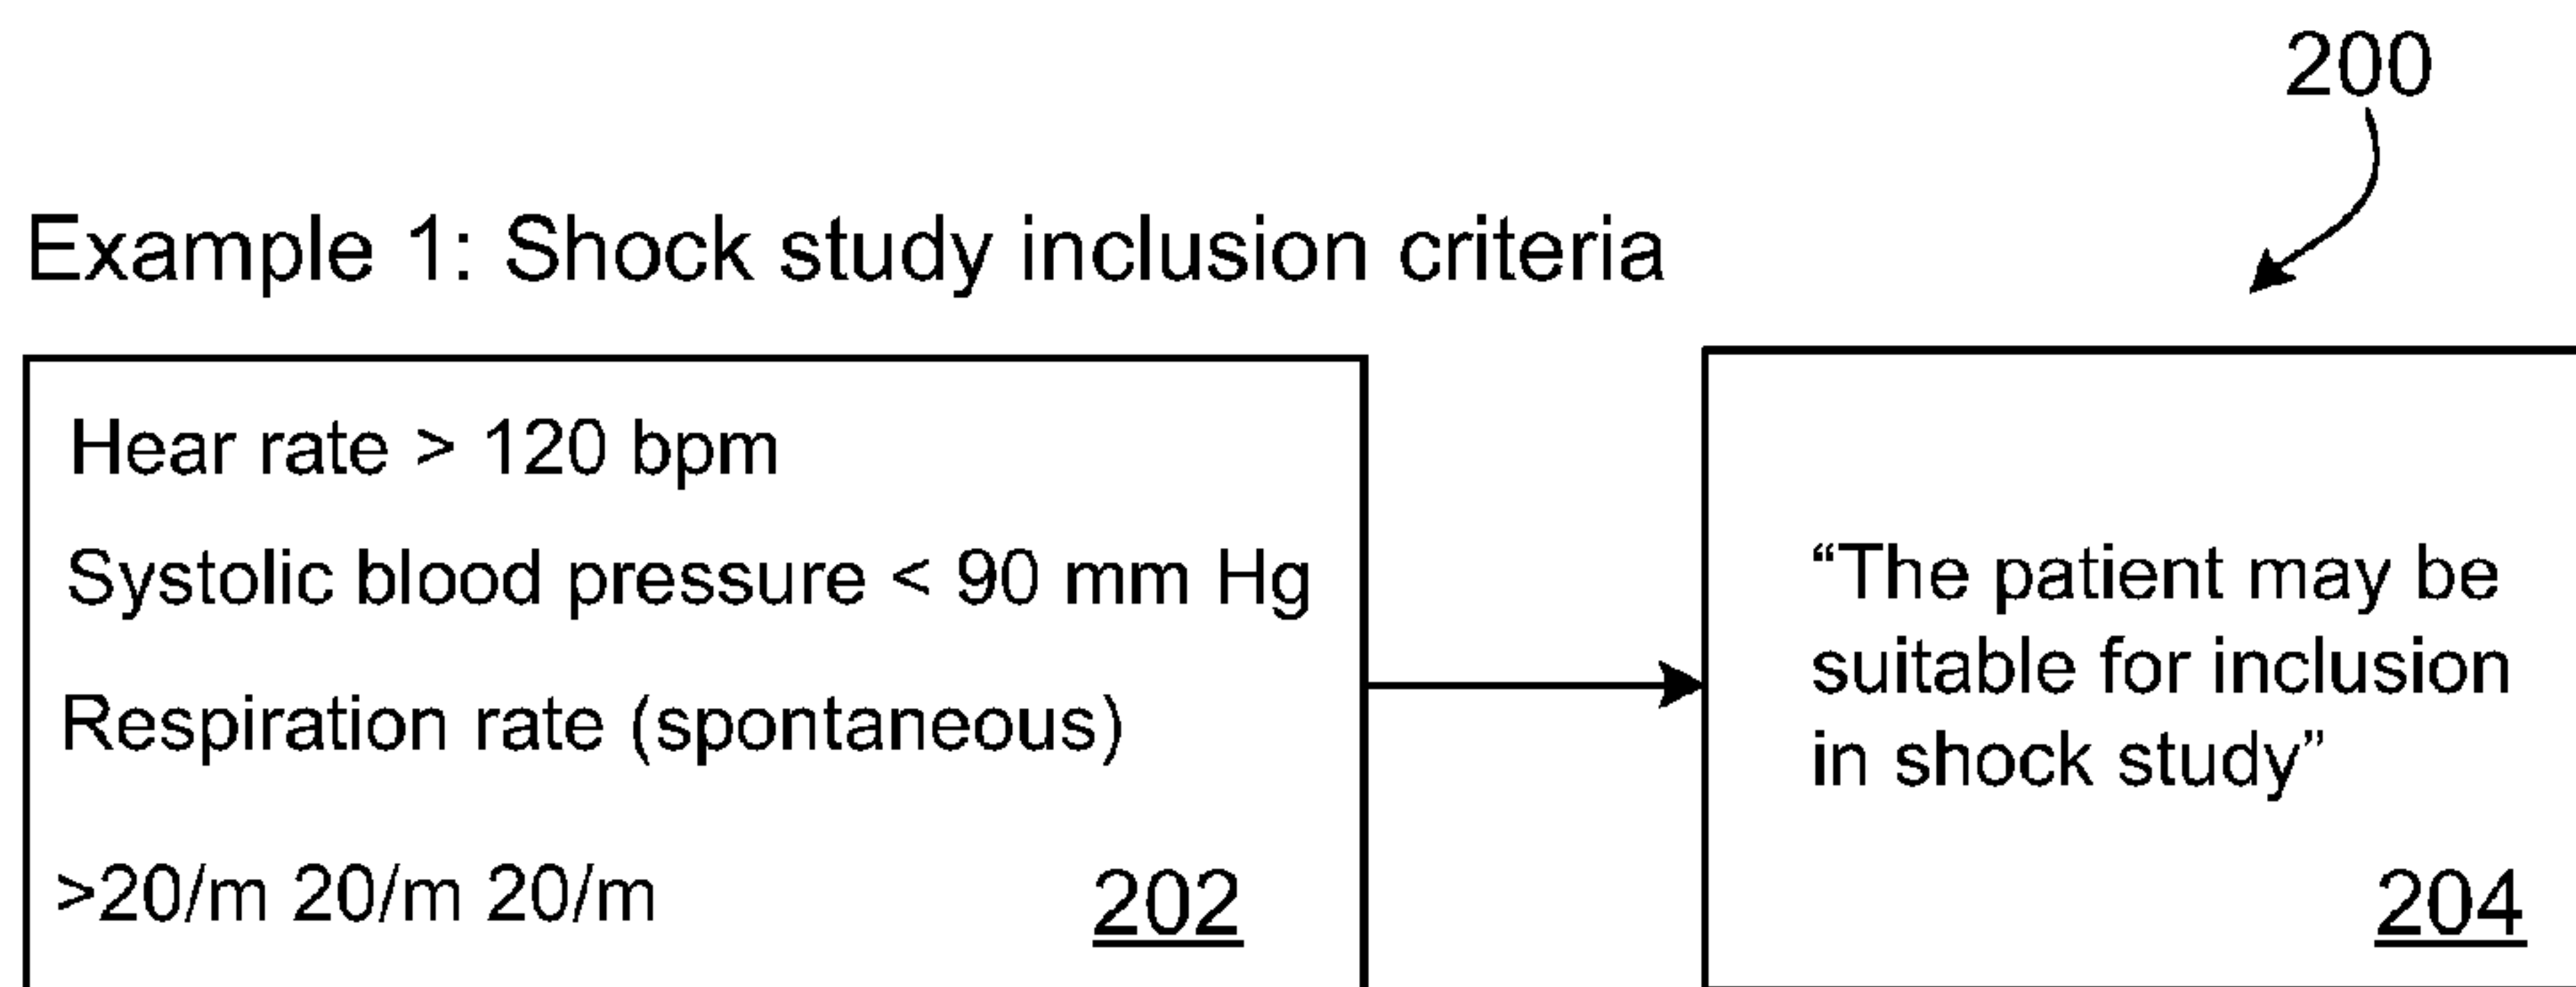 200
Example 1: Shock study inclusion criteria
Hear rate > 120 bpm
Systolic blood pressure < 90 mm Hg
Respiration rate (spontaneous)
>20/m 20/m 20/m
202
“The patient may be
suitable for inclusion
in shock study”
204